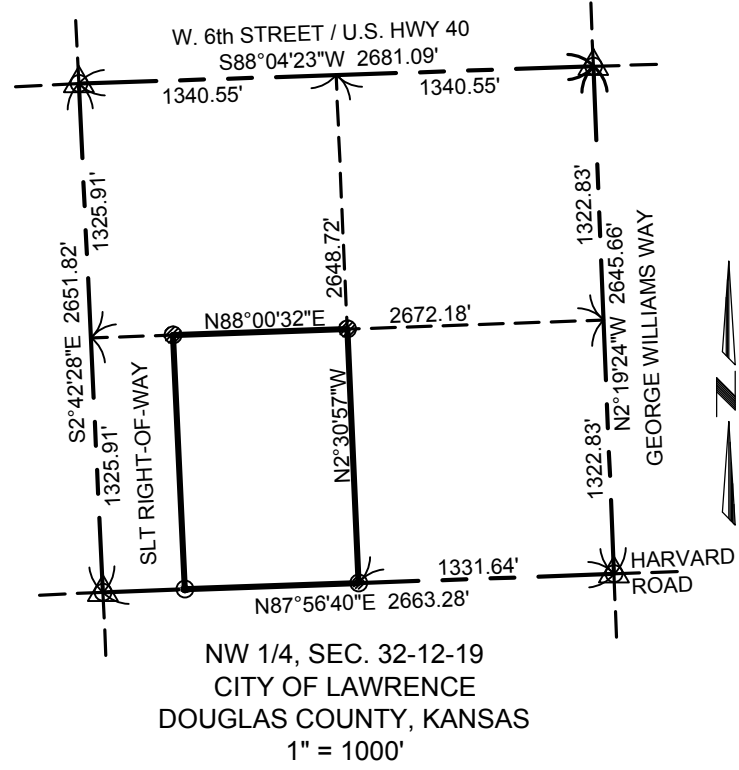 W. 6th STREET / U.S. HWY 40
S88°04'23"W 2681.09'
1340.55'
1340.55'
1325.91'
S2°42'28"E 2651.82'
1325.91'
SLT RIGHT-OF-WAY
2648.72'
N88°00'32"E
2672.18'
N2°30'57"W
1322.83'
N2°19'24"W 2645.66'
1322.83'
GEORGE WILLIAMS WAY
N
1331.64'
HARVARD
ROAD
N87°56'40"E 2663.28'
NW 1/4, SEC. 32-12-19
CITY OF LAWRENCE
DOUGLAS COUNTY, KANSAS
1" = 1000'